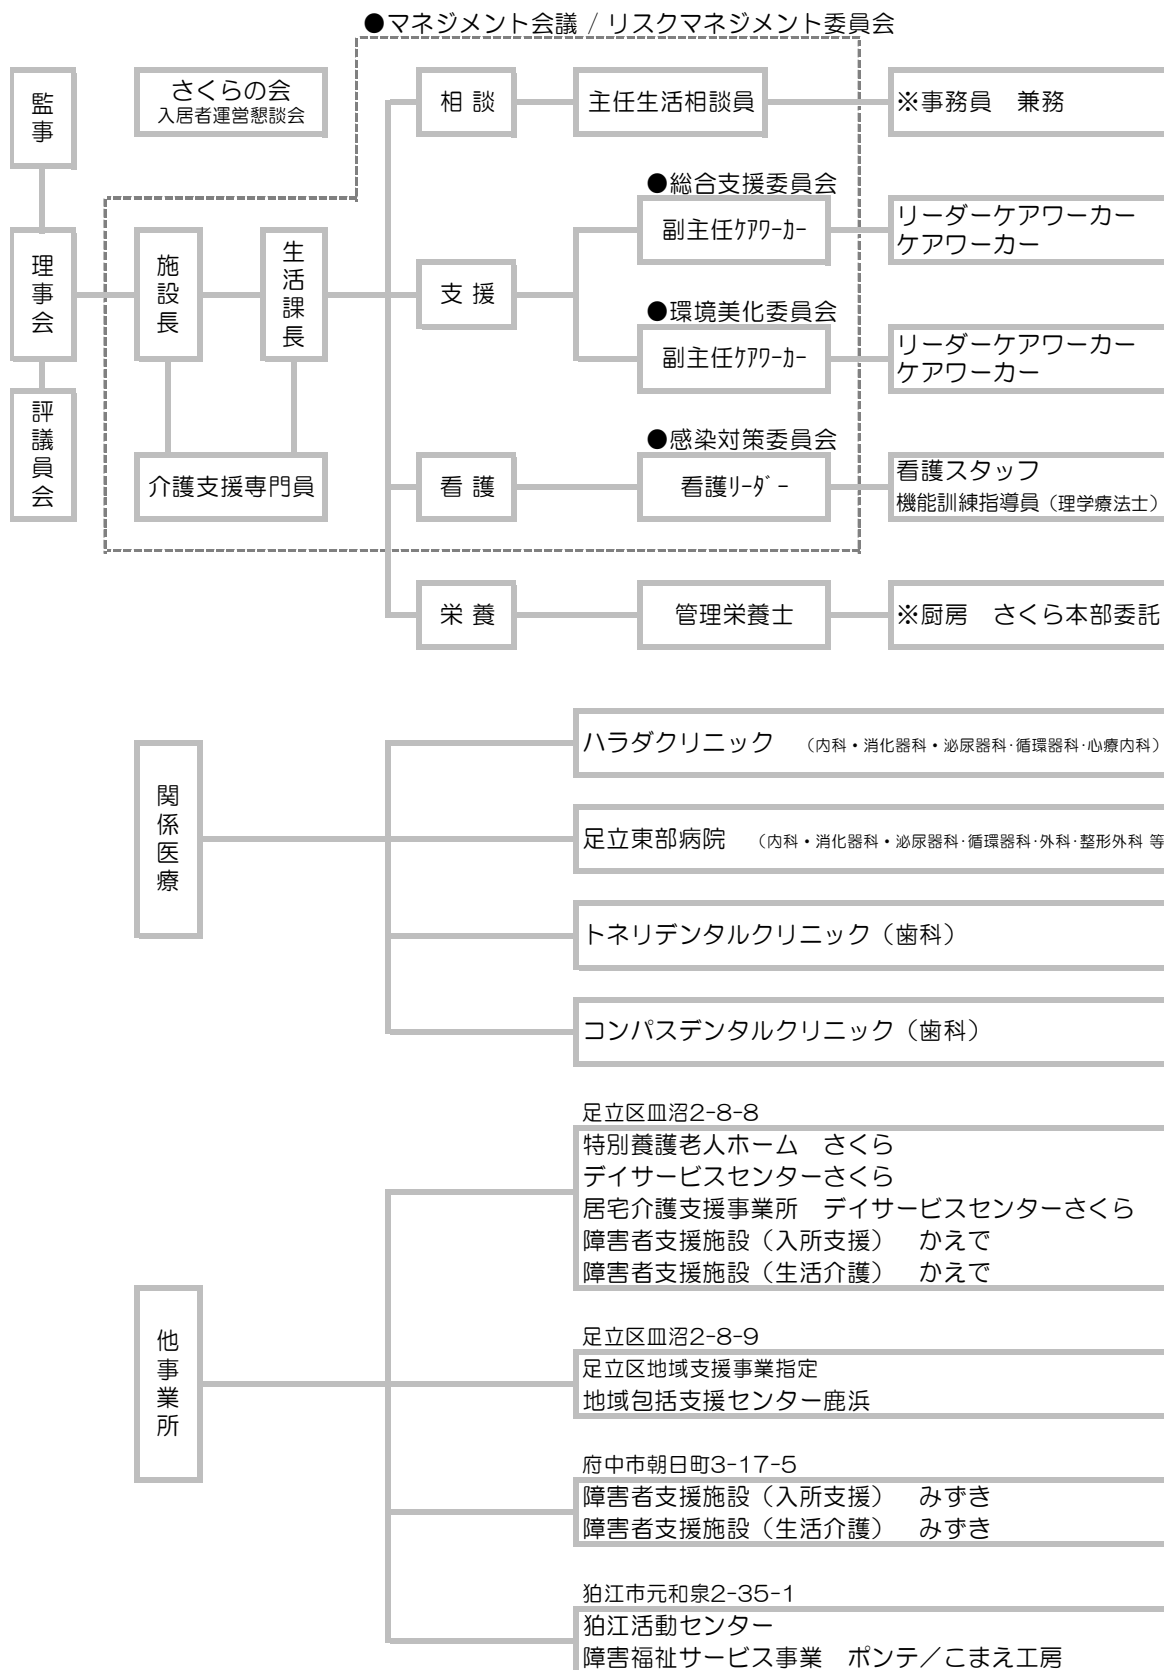 ●マネジメント会議 / リスクマネジメント委員会
監事
さくらの会
入居者運営懇談会
相 談
主任生活相談員
※事務員　兼務
●総合支援委員会
副主任ｹｱﾜｰｶｰ
リーダーケアワーカー
ケアワーカー
理事会
施設長
生活課長
支 援
●環境美化委員会
副主任ｹｱﾜｰｶｰ
リーダーケアワーカー
ケアワーカー
評議員会
介護支援専門員
●感染対策委員会
看 護
看護ﾘｰﾀﾞｰ
看護スタッフ
機能訓練指導員（理学療法士）
栄 養
管理栄養士
※厨房　さくら本部委託
関係医療
ハラダクリニック　（内科・消化器科・泌尿器科･循環器科･心療内科）
足立東部病院　（内科・消化器科・泌尿器科･循環器科･外科･整形外科 等
トネリデンタルクリニック（歯科）
コンパスデンタルクリニック（歯科）
他事業所
足立区皿沼2-8-8
特別養護老人ホーム　さくら
デイサービスセンターさくら
居宅介護支援事業所　デイサービスセンターさくら
障害者支援施設（入所支援）　かえで
障害者支援施設（生活介護）　かえで
足立区皿沼2-8-9
足立区地域支援事業指定
地域包括支援センター鹿浜
府中市朝日町3-17-5
障害者支援施設（入所支援）　みずき
障害者支援施設（生活介護）　みずき
狛江市元和泉2-35-1
狛江活動センター
障害福祉サービス事業　ポンテ／こまえ工房